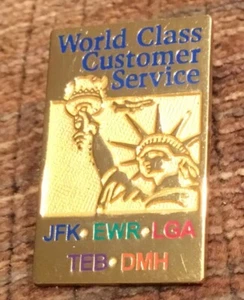 World Class
Customer
Service
JFK·EWR·LGA
TEB·DMH